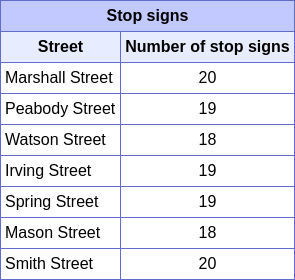 Stop signs
Street Number of stop signs
Marshall Street 20
Peabody Street 19
Watson Street 18
Irving Street 19
Spring Street 19
Mason Street 18
Smith Street 20